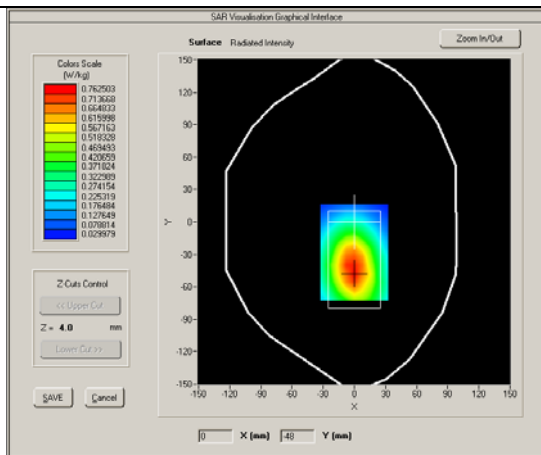 SAR Visualisation Graphical Interface
Surface Radiated Intensity
Zoom In/Out
Colors Scale
(W/kg)
0.762503
0.713668
0.664833
0.615998
0.567163
0.518328
0.469493
0.420659
0.371824
0.322989
0.274154
0.225319
0.176484
0.127649
0.078814
0.029979
150
120
90
60
30
0
-30
-60
-90
-120
-150
Y
-150 -120 -90 -60 -30 0 30 60 90 120 150
X
Z-Cuts Control
<< Upper Cut
Z = 4.0 mm
Lower Cut >>
SAVE Cancel
0 X (mm) -48 Y (mm)